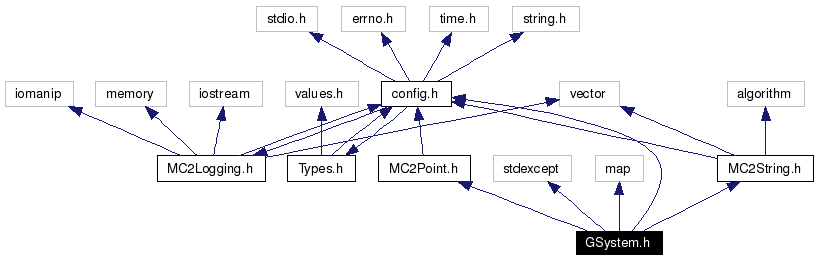 stdio.h errno.h time.h string.h
iomanip memory iostream values.h config.h vector algorithm
MC2Logging.h Types.h MC2Point.h stdexcept map MC2String.h
GSystem.h